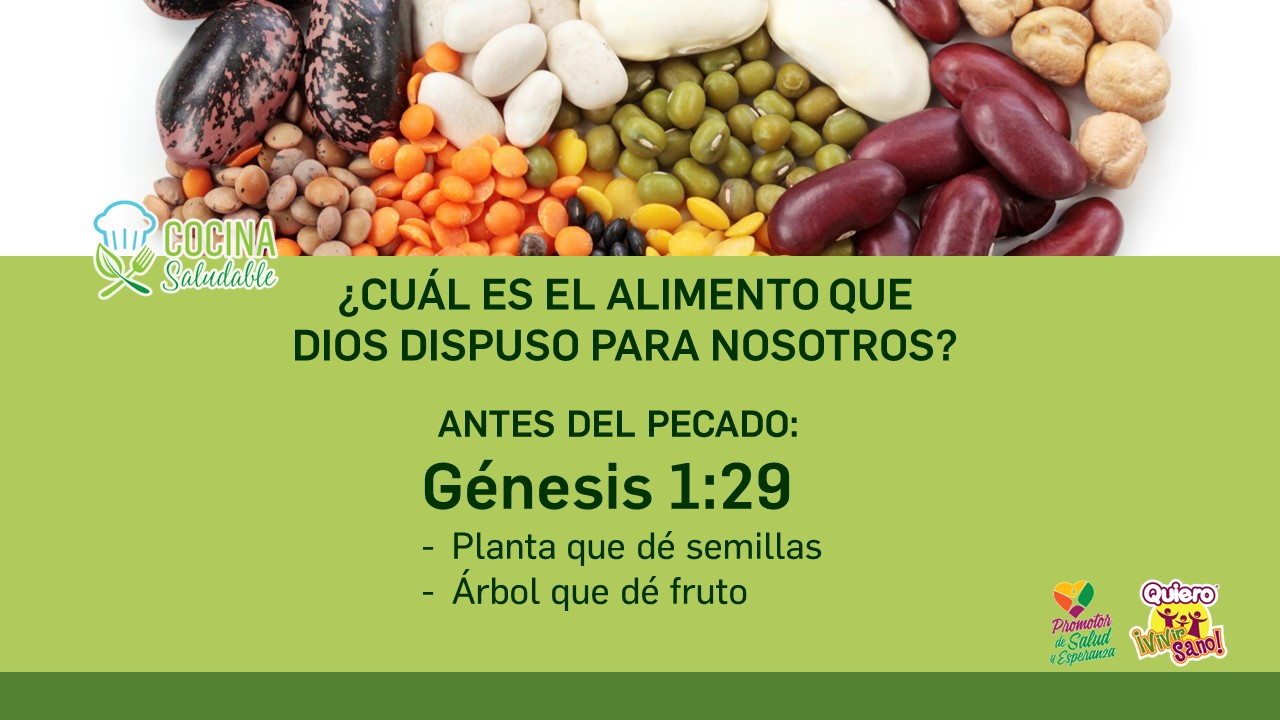 COCINA
Saludable
¿CUÁL ES EL ALIMENTO QUE
DIOS DISPUSO PARA NOSOTROS?
ANTES DEL PECADO:
Génesis 1:29
- Planta que dé semillas
- Árbol que dé fruto
Promotor
de Salud
y Esperanza
Quiero
¡Vivir
Sano!